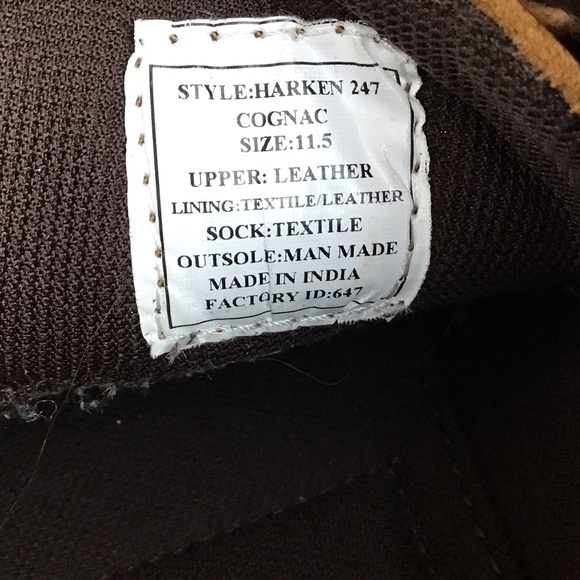 STYLE:HARKEN 247
COGNAC
SIZE:11.5
UPPER: LEATHER
LINING:TEXTILE/LEATHER
SOCK:TEXTILE
OUTSOLE:MAN MADE
MADE IN INDIA
FACTORY ID:647